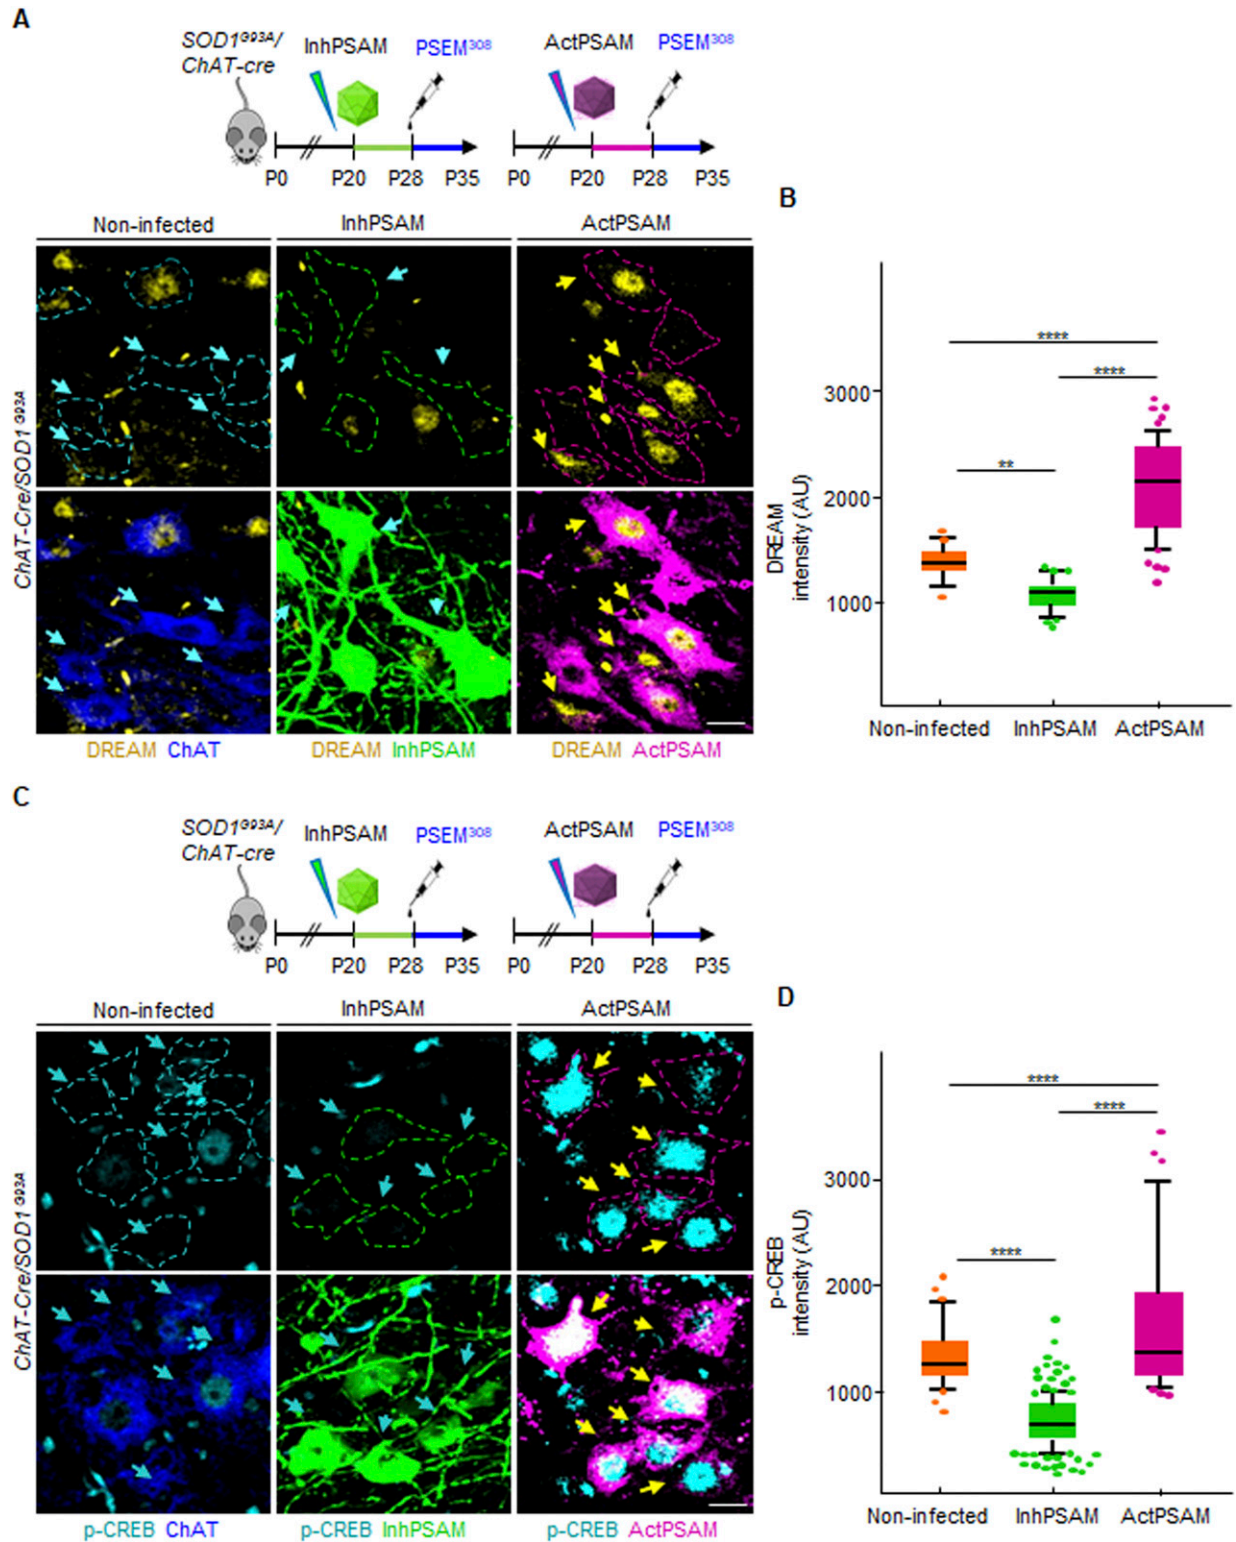 A
SOD1ᴳ⁹³ᴬ/
ChAT-cre
InhPSAM
PSEM³⁰⁸
ActPSAM
PSEM³⁰⁸
P0 P20 P28 P35
P0 P20 P28 P35
Non-infected
InhPSAM
ActPSAM
ChAT-Cre/SOD1ᴳ⁹³ᴬ
DREAM ChAT
DREAM InhPSAM
DREAM ActPSAM
B
****
****
**
3000
2000
1000
DREAM
intensity (AU)
Non-infected InhPSAM ActPSAM
C
SOD1ᴳ⁹³ᴬ/
ChAT-cre
InhPSAM
PSEM³⁰⁸
ActPSAM
PSEM³⁰⁸
P0 P20 P28 P35
P0 P20 P28 P35
Non-infected
InhPSAM
ActPSAM
ChAT-Cre/SOD1ᴳ⁹³ᴬ
p-CREB ChAT
p-CREB InhPSAM
p-CREB ActPSAM
D
****
****
****
3000
2000
1000
p-CREB
intensity (AU)
Non-infected InhPSAM ActPSAM